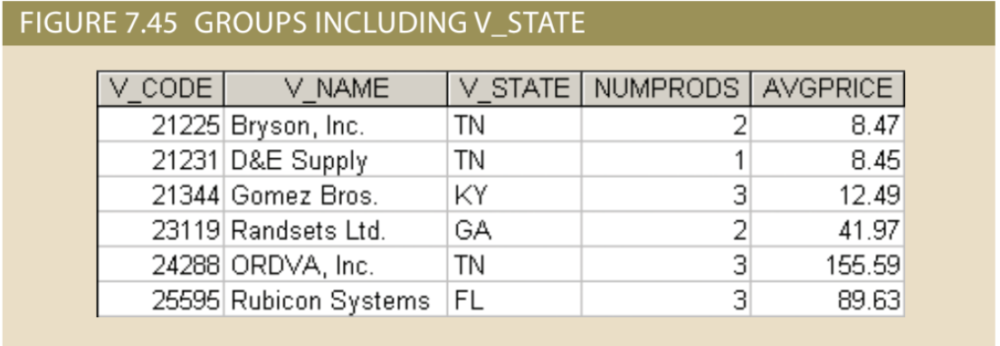 FIGURE 7.45 GROUPS INCLUDING V_STATE
V_CODE V_NAME V_STATE NUMPRODS AVGPRICE
21225 Bryson, Inc. TN 2 8.47
21231 D&E Supply TN 1 8.45
21344 Gomez Bros. KY 3 12.49
23119 Randsets Ltd. GA 2 41.97
24288 ORDVA, Inc. TN 3 155.59
25595 Rubicon Systems FL 3 89.63